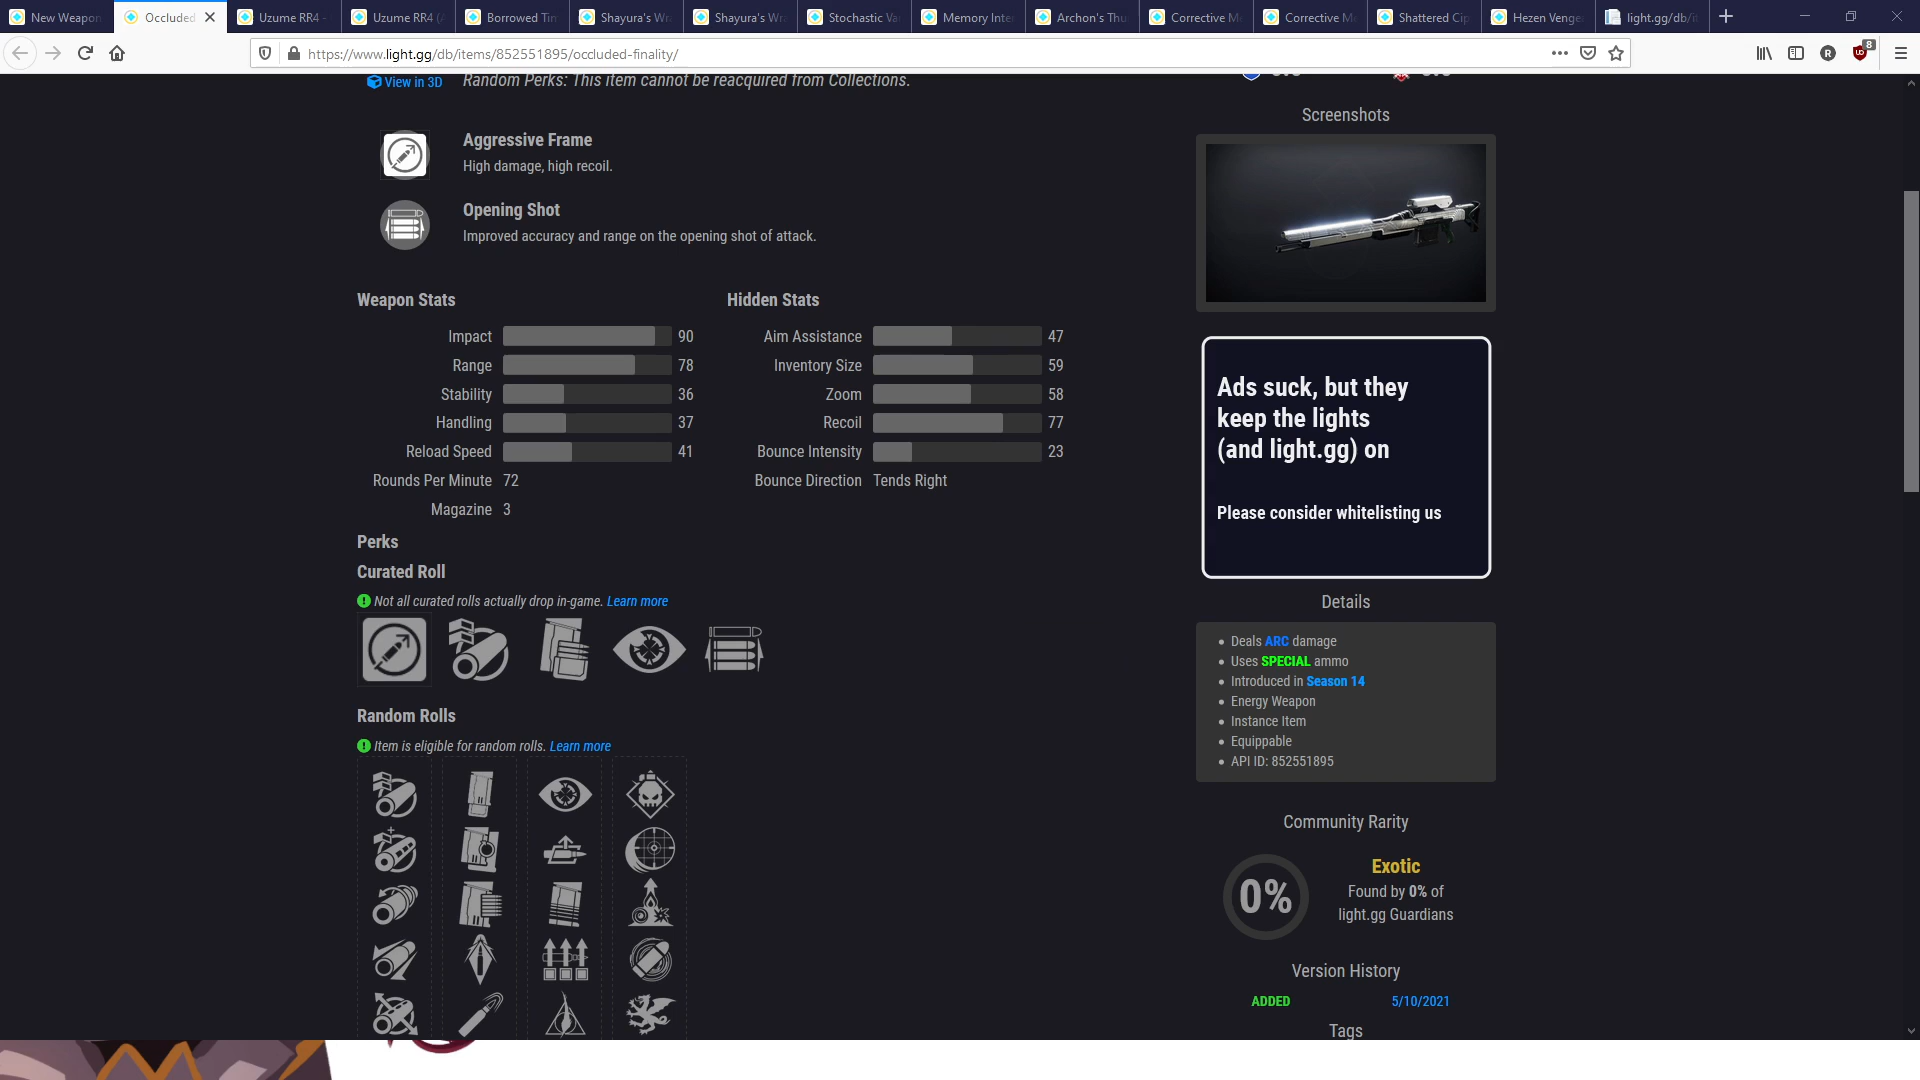 New Weapon
Occluded
Uzume RR4 -
Uzume RR4 (A
Borrowed Tim
Shayura's Wra
Shayura's Wra
Stochastic Var
Memory Inter
Archon's Thu
Corrective Me
Corrective Me
Shattered Cip
Hezen Venge
light.gg/db/it
https://www.light.gg/db/items/852551895/occluded-finality/
8
View in 3D
Random Perks: This item cannot be reacquired from Collections.
Aggressive Frame
High damage, high recoil.
Opening Shot
Improved accuracy and range on the opening shot of attack.
Weapon Stats
Impact 90
Range 78
Stability 36
Handling 37
Reload Speed 41
Rounds Per Minute 72
Magazine 3
Hidden Stats
Aim Assistance 47
Inventory Size 59
Zoom 58
Recoil 77
Bounce Intensity 23
Bounce Direction Tends Right
Perks
Curated Roll
Not all curated rolls actually drop in-game. Learn more
Random Rolls
Item is eligible for random rolls. Learn more
Screenshots
Ads suck, but they
keep the lights
(and light.gg) on
Please consider whitelisting us
Details
Deals ARC damage
Uses SPECIAL ammo
Introduced in Season 14
Energy Weapon
Instance Item
Equippable
API ID: 852551895
Community Rarity
0%
Exotic
Found by 0% of
light.gg Guardians
Version History
ADDED 5/10/2021
Tags